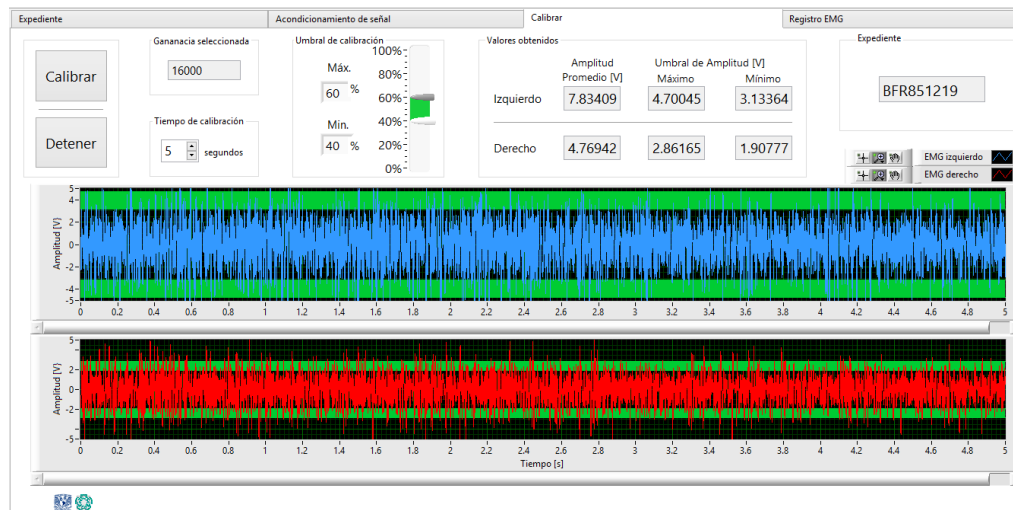 Expediente Acondicionamiento de señal Calibrar Registro EMG
Calibrar
Detener
Gananacia seleccionada
16000
Tiempo de calibración
5 segundos
Umbral de calibración
Máx.
60 %
Min.
40 %
100%
80%
60%
40%
20%
0%
Valores obtenidos
Amplitud Umbral de Amplitud [V]
Promedio [V] Máximo Mínimo
Izquierdo 7.83409 4.70045 3.13364
Derecho 4.76942 2.86165 1.90777
Expediente
BFR851219
EMG izquierdo
EMG derecho
Amplitud [V]
5
4
2
0
-2
-4
-5
0 0.2 0.4 0.6 0.8 1 1.2 1.4 1.6 1.8 2 2.2 2.4 2.6 2.8 3 3.2 3.4 3.6 3.8 4 4.2 4.4 4.6 4.8 5
Amplitud [V]
5
2
0
-2
-5
0 0.2 0.4 0.6 0.8 1 1.2 1.4 1.6 1.8 2 2.2 2.4 2.6 2.8 3 3.2 3.4 3.6 3.8 4 4.2 4.4 4.6 4.8 5
Tiempo [s]